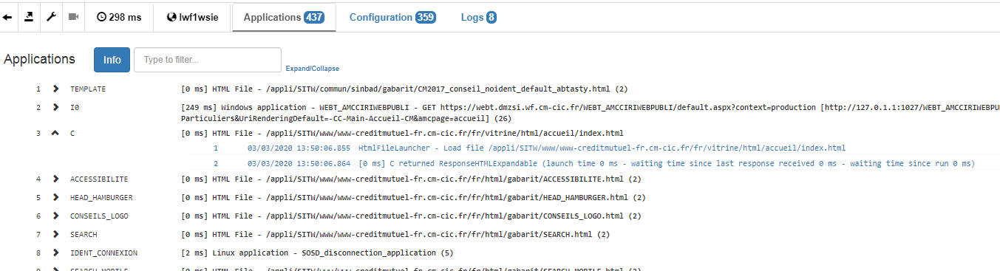 298 ms lwf1wsie Applications 437 Configuration 359 Logs 8
Applications Info Type to filter... Expand/Collapse
1 TEMPLATE [0 ms] HTML File - /appli/SITW/commun/sinbad/gabarit/CM2017_conseil_noident_default_abtasty.html (2)
2 I0 [249 ms] Windows application - WEBT_AMCCIRIWEBPUBLI - GET https://webt.dmzsi.wf.cm-cic.fr/WEBT_AMCCIRIWEBPUBLI/default.aspx?context=production [http://127.0.1.1:1027/WEBT_AMCCIRIWEBPU
Particuliers&UriRenderingDefault=-CC-Main-Accueil-CM&amcpage=accueil] (26)
3 C [0 ms] HTML File - /appli/SITW/www/www-creditmutuel-fr.cm-cic.fr/fr/vitrine/html/accueil/index.html
1 03/03/2020 13:50:06.855 HtmlFileLauncher - Load file /appli/SITW/www/www-creditmutuel-fr.cm-cic.fr/fr/vitrine/html/accueil/index.html
2 03/03/2020 13:50:06.864 [0 ms] C returned ResponseHTMLExpandable (launch time 0 ms - waiting time since last response received 0 ms - waiting time since run 0 ms)
4 ACCESSIBILITE [0 ms] HTML File - /appli/SITW/www/www-creditmutuel-fr.cm-cic.fr/fr/html/gabarit/ACCESSIBILITE.html (2)
5 HEAD_HAMBURGER [0 ms] HTML File - /appli/SITW/www/www-creditmutuel-fr.cm-cic.fr/fr/html/gabarit/HEAD_HAMBURGER.html (2)
6 CONSEILS_LOGO [0 ms] HTML File - /appli/SITW/www/www-creditmutuel-fr.cm-cic.fr/fr/html/gabarit/CONSEILS_LOGO.html (2)
7 SEARCH [0 ms] HTML File - /appli/SITW/www/www-creditmutuel-fr.cm-cic.fr/fr/html/gabarit/SEARCH.html (2)
8 IDENT_CONNEXION [2 ms] Linux application - SOSD_disconnection_application (5)
9 SEARCH_MOBILE [0 ms] HTML File - /appli/SITW/www/www-creditmutuel-fr.cm-cic.fr/fr/html/gabarit/SEARCH_MOBILE.html (2)